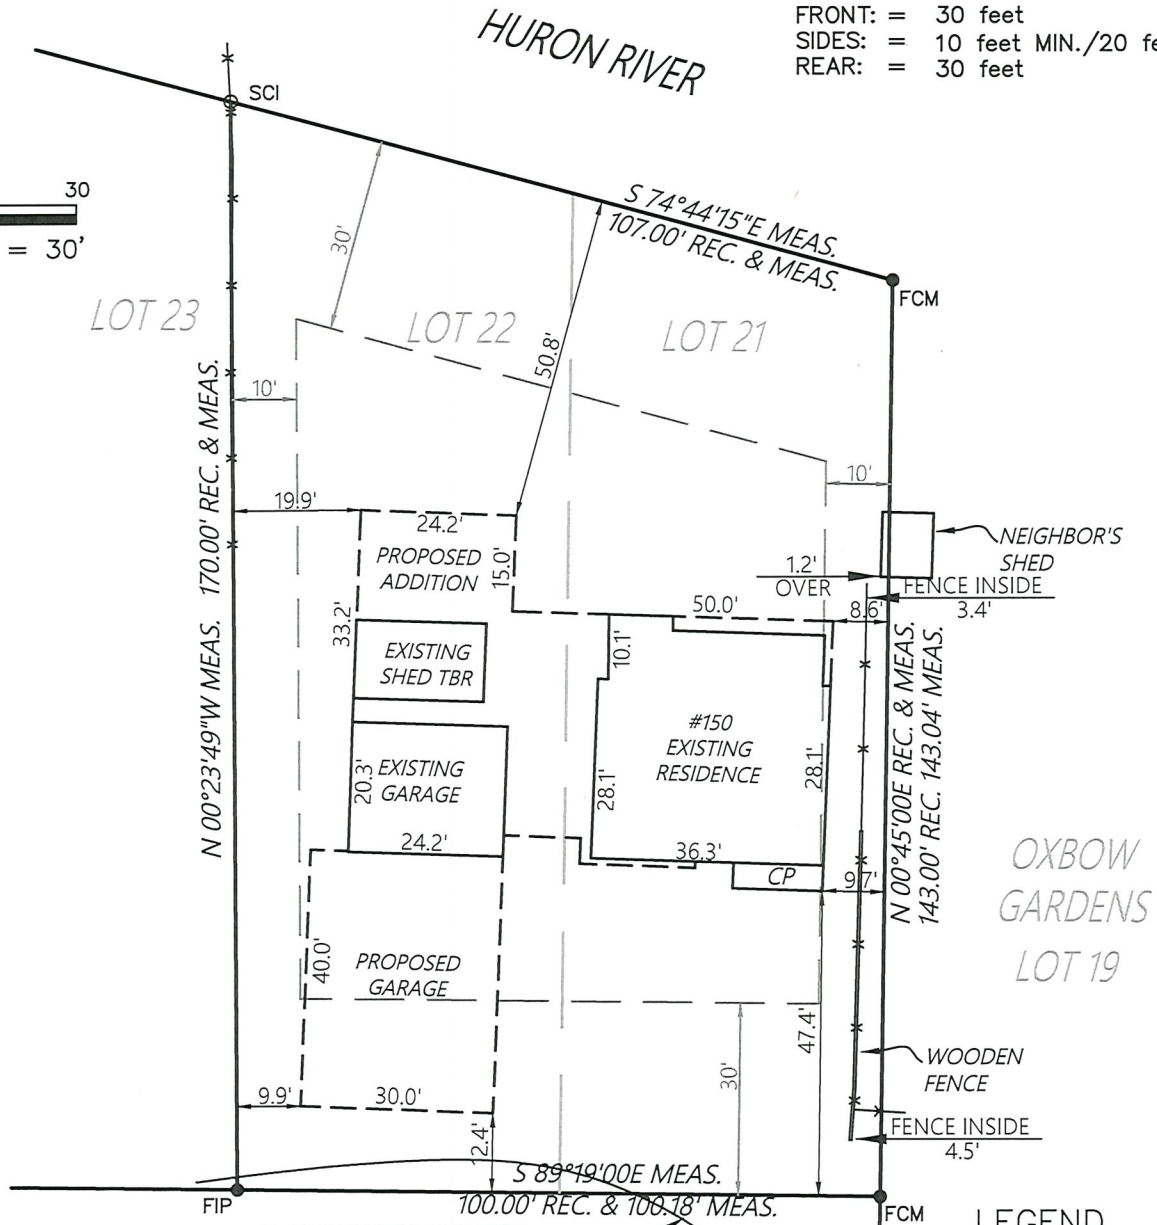 HURON RIVER
FRONT: = 30 feet
SIDES: = 10 feet MIN./20 fe
REAR: = 30 feet
SCI
30
= 30'
S 74°44'15"E MEAS.
107.00' REC. & MEAS.
FCM
30'
LOT 23
LOT 22
LOT 21
50.8'
10'
10'
N 00°23'49"W MEAS. 170.00' REC. & MEAS.
19.9'
24.2'
PROPOSED
ADDITION
15.0'
NEIGHBOR'S
SHED
1.2'
OVER
FENCE INSIDE
3.4'
33.2'
50.0'
8.6'
10.1'
EXISTING
SHED TBR
#150
EXISTING
RESIDENCE
N 00°45'00E REC. & MEAS.
143.00' REC. 143.04' MEAS.
EXISTING
GARAGE
20.3'
28.1'
28.1'
24.2'
36.3'
CP
9.7'
OXBOW
GARDENS
LOT 19
40.0'
PROPOSED
GARAGE
47.4'
30'
WOODEN
FENCE
9.9'
30.0'
12.4'
FENCE INSIDE
4.5'
S 89°19'00E MEAS.
100.00' REC. & 100.18' MEAS.
FIP
FCM
LEGEND